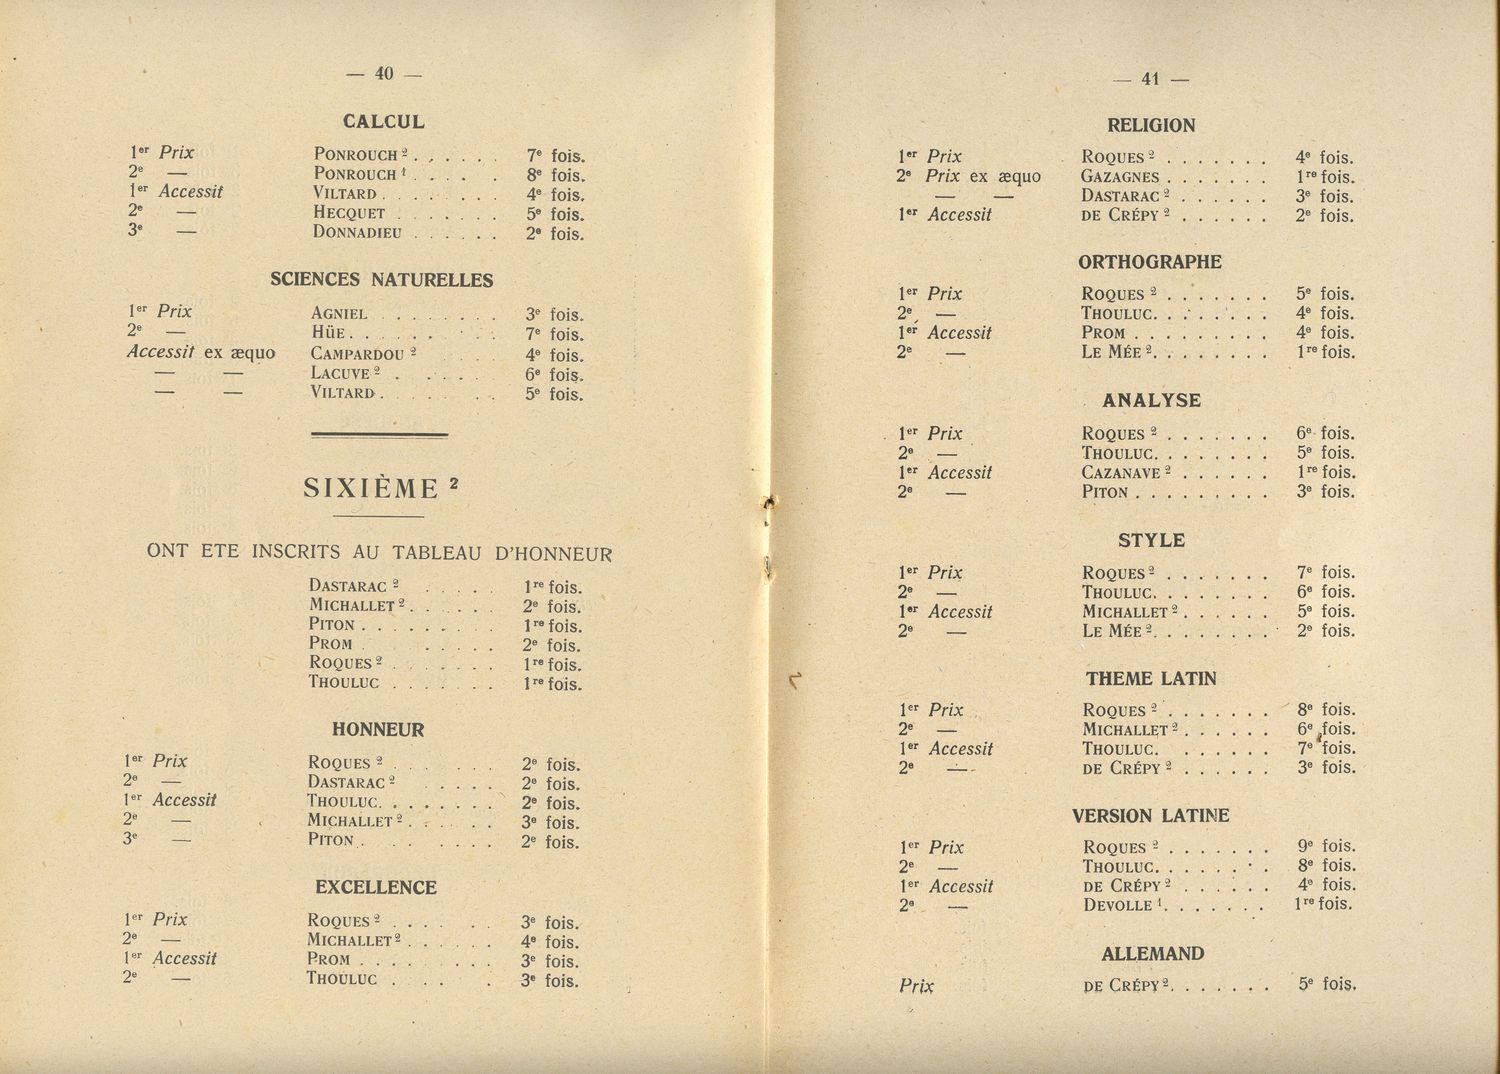 — 40 —
CALCUL
1er Prix PONROUCH 2 . . . . . . 7e fois.
2e — PONROUCH 1 . . . . . 8e fois.
1er Accessit VILTARD . . . . . . . 4e fois.
2e — HECQUET . . . . . . . 5e fois.
3e — DONNADIEU . . . . . . 2e fois.
SCIENCES NATURELLES
1er Prix AGNIEL . . . . . . . 3e fois.
2e — HüE. . . . . . . . 7e fois.
Accessit ex æquo CAMPARDOU 2 . . 4e fois.
— — LACUVE 2 . . . . . 6e fois.
— — VILTARD . . . . . . . 5e fois.
SIXIÈME 2
ONT ETE INSCRITS AU TABLEAU D'HONNEUR
DASTARAC 2 . . . . . 1re fois.
MICHALLET 2 . . . . . . 2e fois.
PITON . . . . . . . . 1re fois.
PROM . . . . . . 2e fois.
ROQUES 2 . . . . . . . 1re fois.
THOULUC . . . . . . . 1re fois.
HONNEUR
1er Prix ROQUES 2 . . . . . . 2e fois.
2e — DASTARAC 2 . . . . . 2e fois.
1er Accessit THOULUC. . . . . . . . 2e fois.
2e — MICHALLET 2 . . . . . . 3e fois.
3e — PITON . . . . . . . 2e fois.
EXCELLENCE
1er Prix ROQUES 2 . . . . . . 3e fois.
2e — MICHALLET 2 . . . . . . 4e fois.
1er Accessit PROM . . . . . . . 3e fois.
2e — THOULUC . . . . . 3e fois.
— 41 —
RELIGION
1er Prix ROQUES 2 . . . . . . . 4e fois.
2e Prix ex æquo GAZAGNES . . . . . . . 1re fois.
— — DASTARAC 2 . . . . . . 3e fois.
1er Accessit DE CRÉPY 2 . . . . . . 2e fois.
ORTHOGRAPHE
1er Prix ROQUES 2 . . . . . . . 5e fois.
2e — THOULUC. . . . . . . . 4e fois.
1er Accessit PROM . . . . . . . . . 4e fois.
2e — LE MÉE 2. . . . . . . . 1re fois.
ANALYSE
1er Prix ROQUES 2 . . . . . . . 6e fois.
2e — THOULUC. . . . . . . . 5e fois.
1er Accessit CAZANAVE 2 . . . . . . 1re fois.
2e — PITON . . . . . . . . . 3e fois.
STYLE
1er Prix ROQUES 2 . . . . . . . 7e fois.
2e — THOULUC. . . . . . . . 6e fois.
1er Accessit MICHALLET 2 . . . . . . 5e fois.
2e — LE MÉE 2. . . . . . . . 2e fois.
THEME LATIN
1er Prix ROQUES 2 . . . . . . . 8e fois.
2e — MICHALLET 2 . . . . . . 6e fois.
1er Accessit THOULUC. . . . . . . 7e fois.
2e — DE CRÉPY 2 . . . . . . 3e fois.
VERSION LATINE
1er Prix ROQUES 2 . . . . . . . 9e fois.
2e — THOULUC. . . . . . . . 8e fois.
1er Accessit DE CRÉPY 2 . . . . . . 4e fois.
2e — DEVOLLE 1. . . . . . . 1re fois.
ALLEMAND
Prix DE CRÉPY 2. . . . . . . 5e fois.